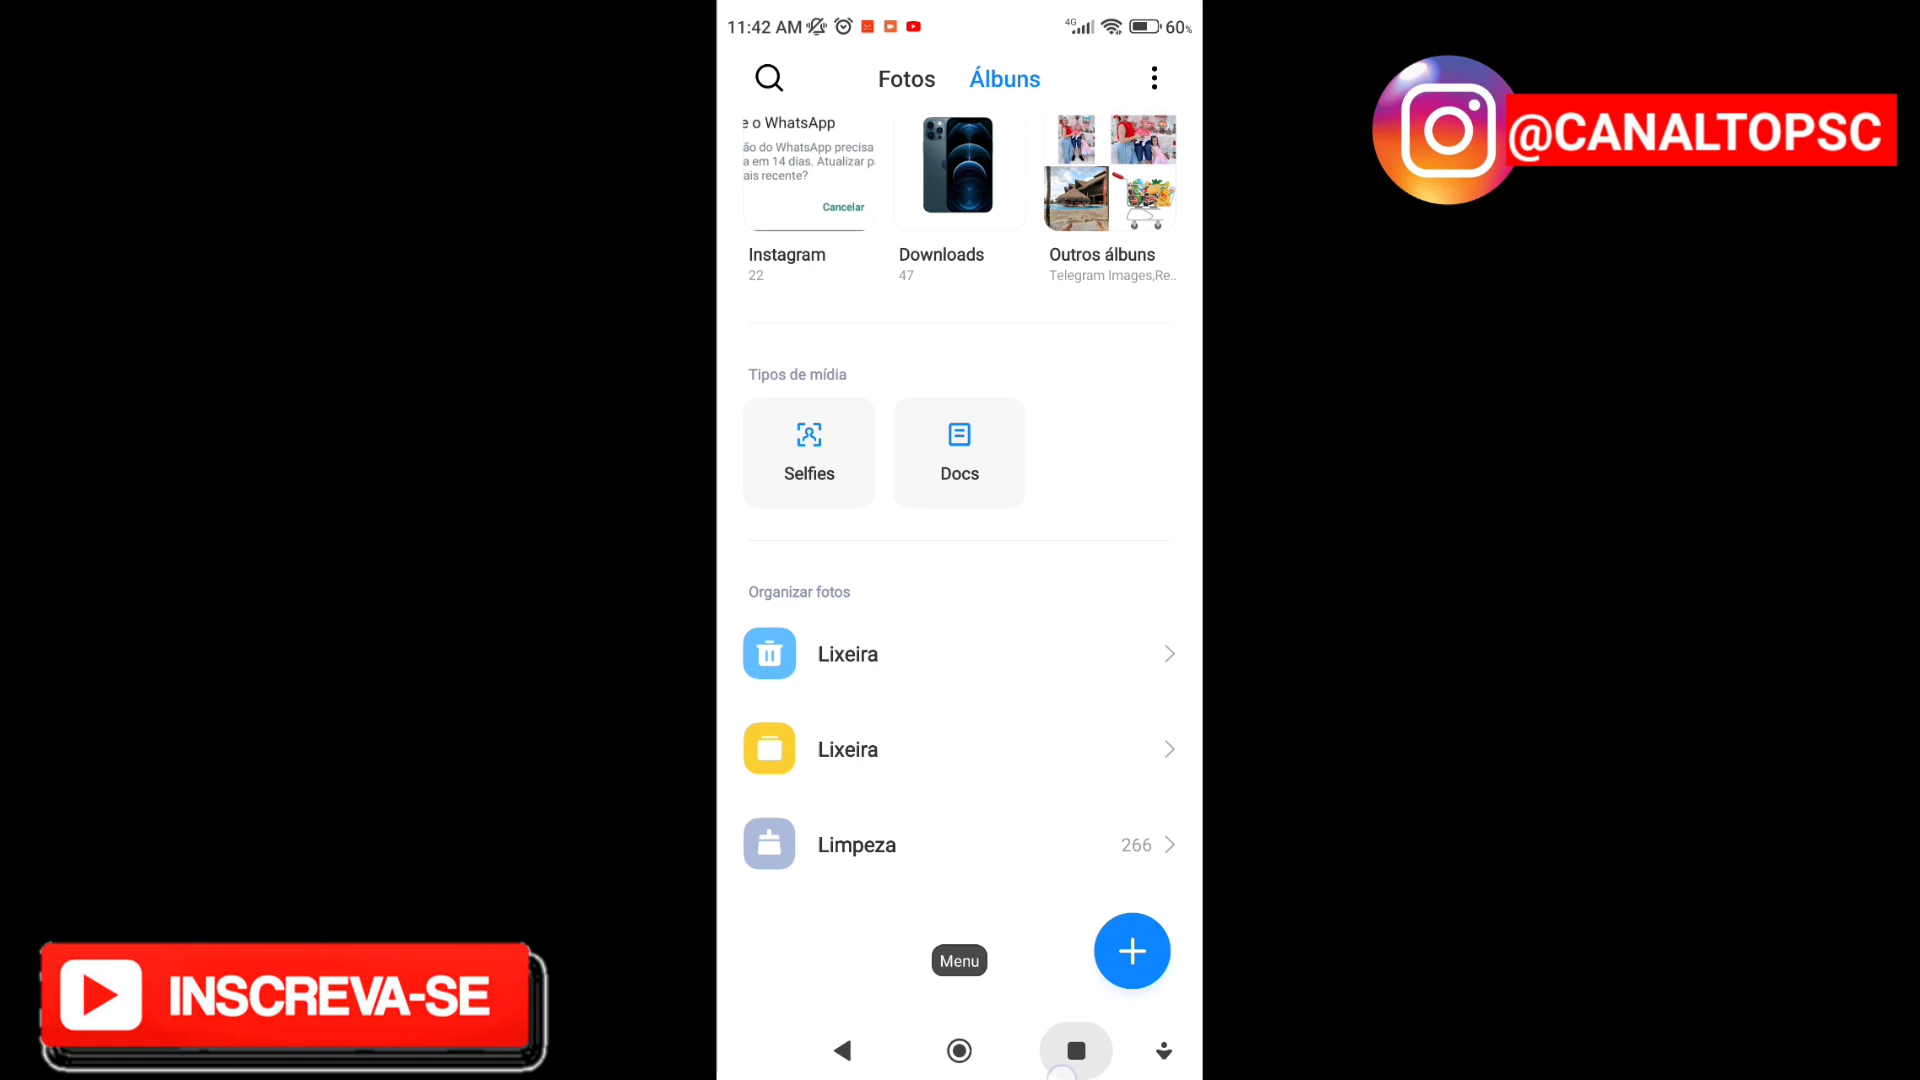 11:42 AM 4G 60%
Fotos Álbuns
@CANALTOPSC
e o WhatsApp
ão do WhatsApp precisa
a em 14 dias. Atualizar p
ais recente?
Cancelar
Instagram
22
Downloads
47
Outros álbuns
Telegram Images,Re..
Tipos de mídia
Selfies
Docs
Organizar fotos
Lixeira
Lixeira
Limpeza 266
Menu
INSCREVA-SE